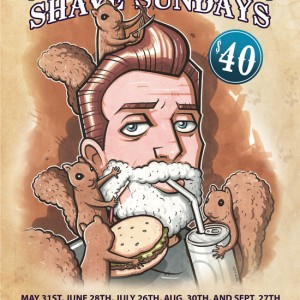 SHAVE SUNDAYS
$40
MAY 31ST, JUNE 28TH, JULY 26TH, AUG. 30TH, AND SEPT. 27TH